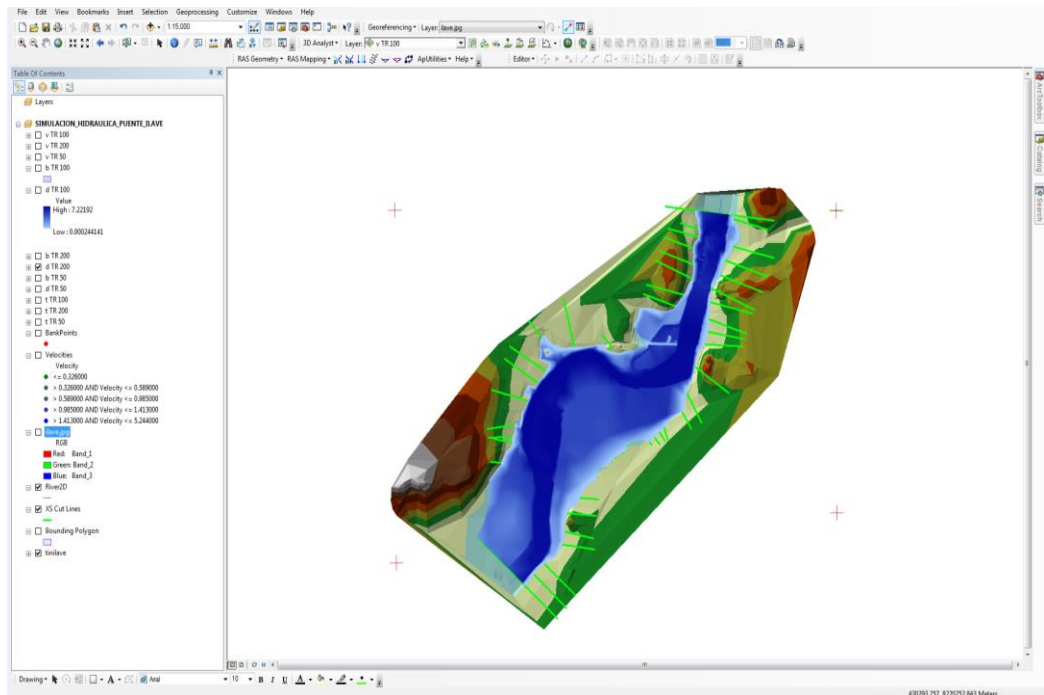 File Edit View Bookmarks Insert Selection Geoprocessing Customize Windows Help
1:15.000 Georeferencing Layer: ilave.jpg
3D Analyst Layer: v TR 100
RAS Geometry RAS Mapping ApUtilities Help Editor
Table Of Contents
Layers
SIMULACION_HIDRAULICA_PUENTE_ILAVE
v TR 100
v TR 200
v TR 50
b TR 100
d TR 100
Value
High : 7.22192
Low : 0.000244141
b TR 200
d TR 200
b TR 50
d TR 50
t TR 100
t TR 200
t TR 50
BankPoints
Velocities
Velocity
<= 0.326000
> 0.326000 AND Velocity <= 0.589000
> 0.589000 AND Velocity <= 0.985000
> 0.985000 AND Velocity <= 1.413000
> 1.413000 AND Velocity <= 5.244000
ilave.jpg
RGB
Red: Band_1
Green: Band_2
Blue: Band_3
River2D
XS Cut Lines
Bounding Polygon
tinilave
ArcToolbox
Catalog
Search
Drawing A Arial 10 B I U A
430293.257 8220252.843 Meters